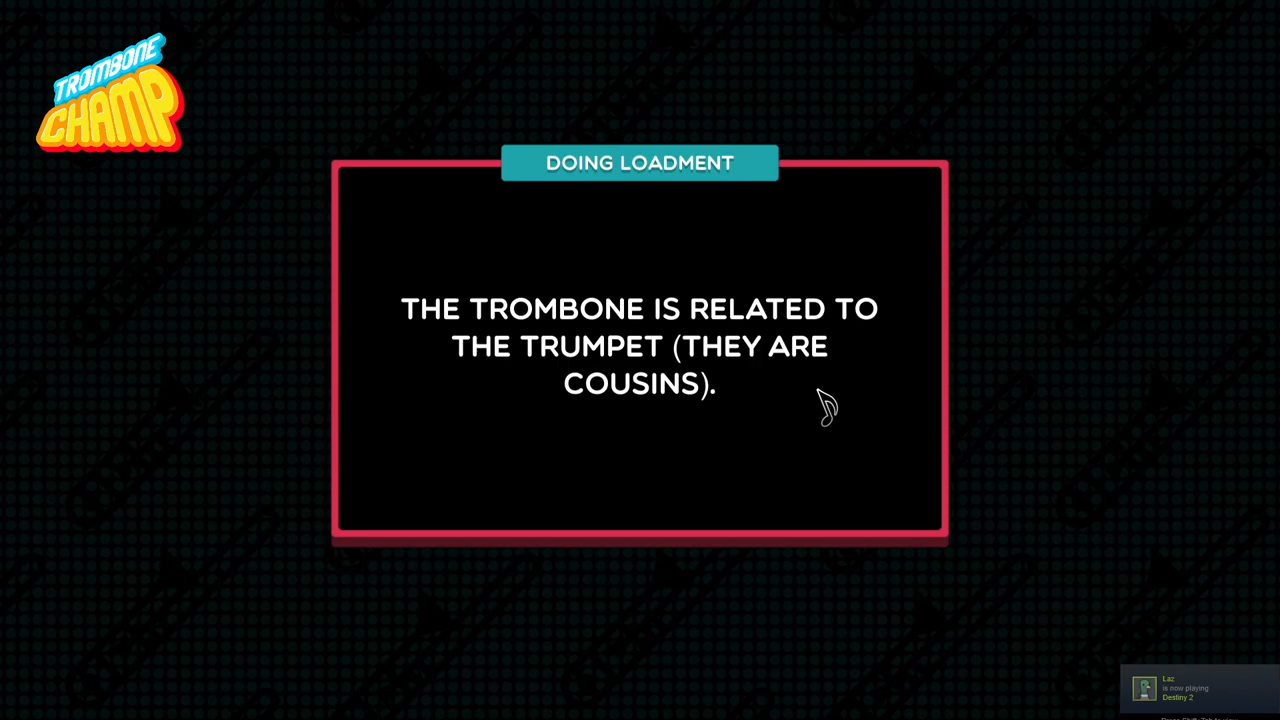 TROMBONE
CHAMP
DOING LOADMENT
THE TROMBONE IS RELATED TO
THE TRUMPET (THEY ARE
COUSINS).
Laz
is now playing
Destiny 2